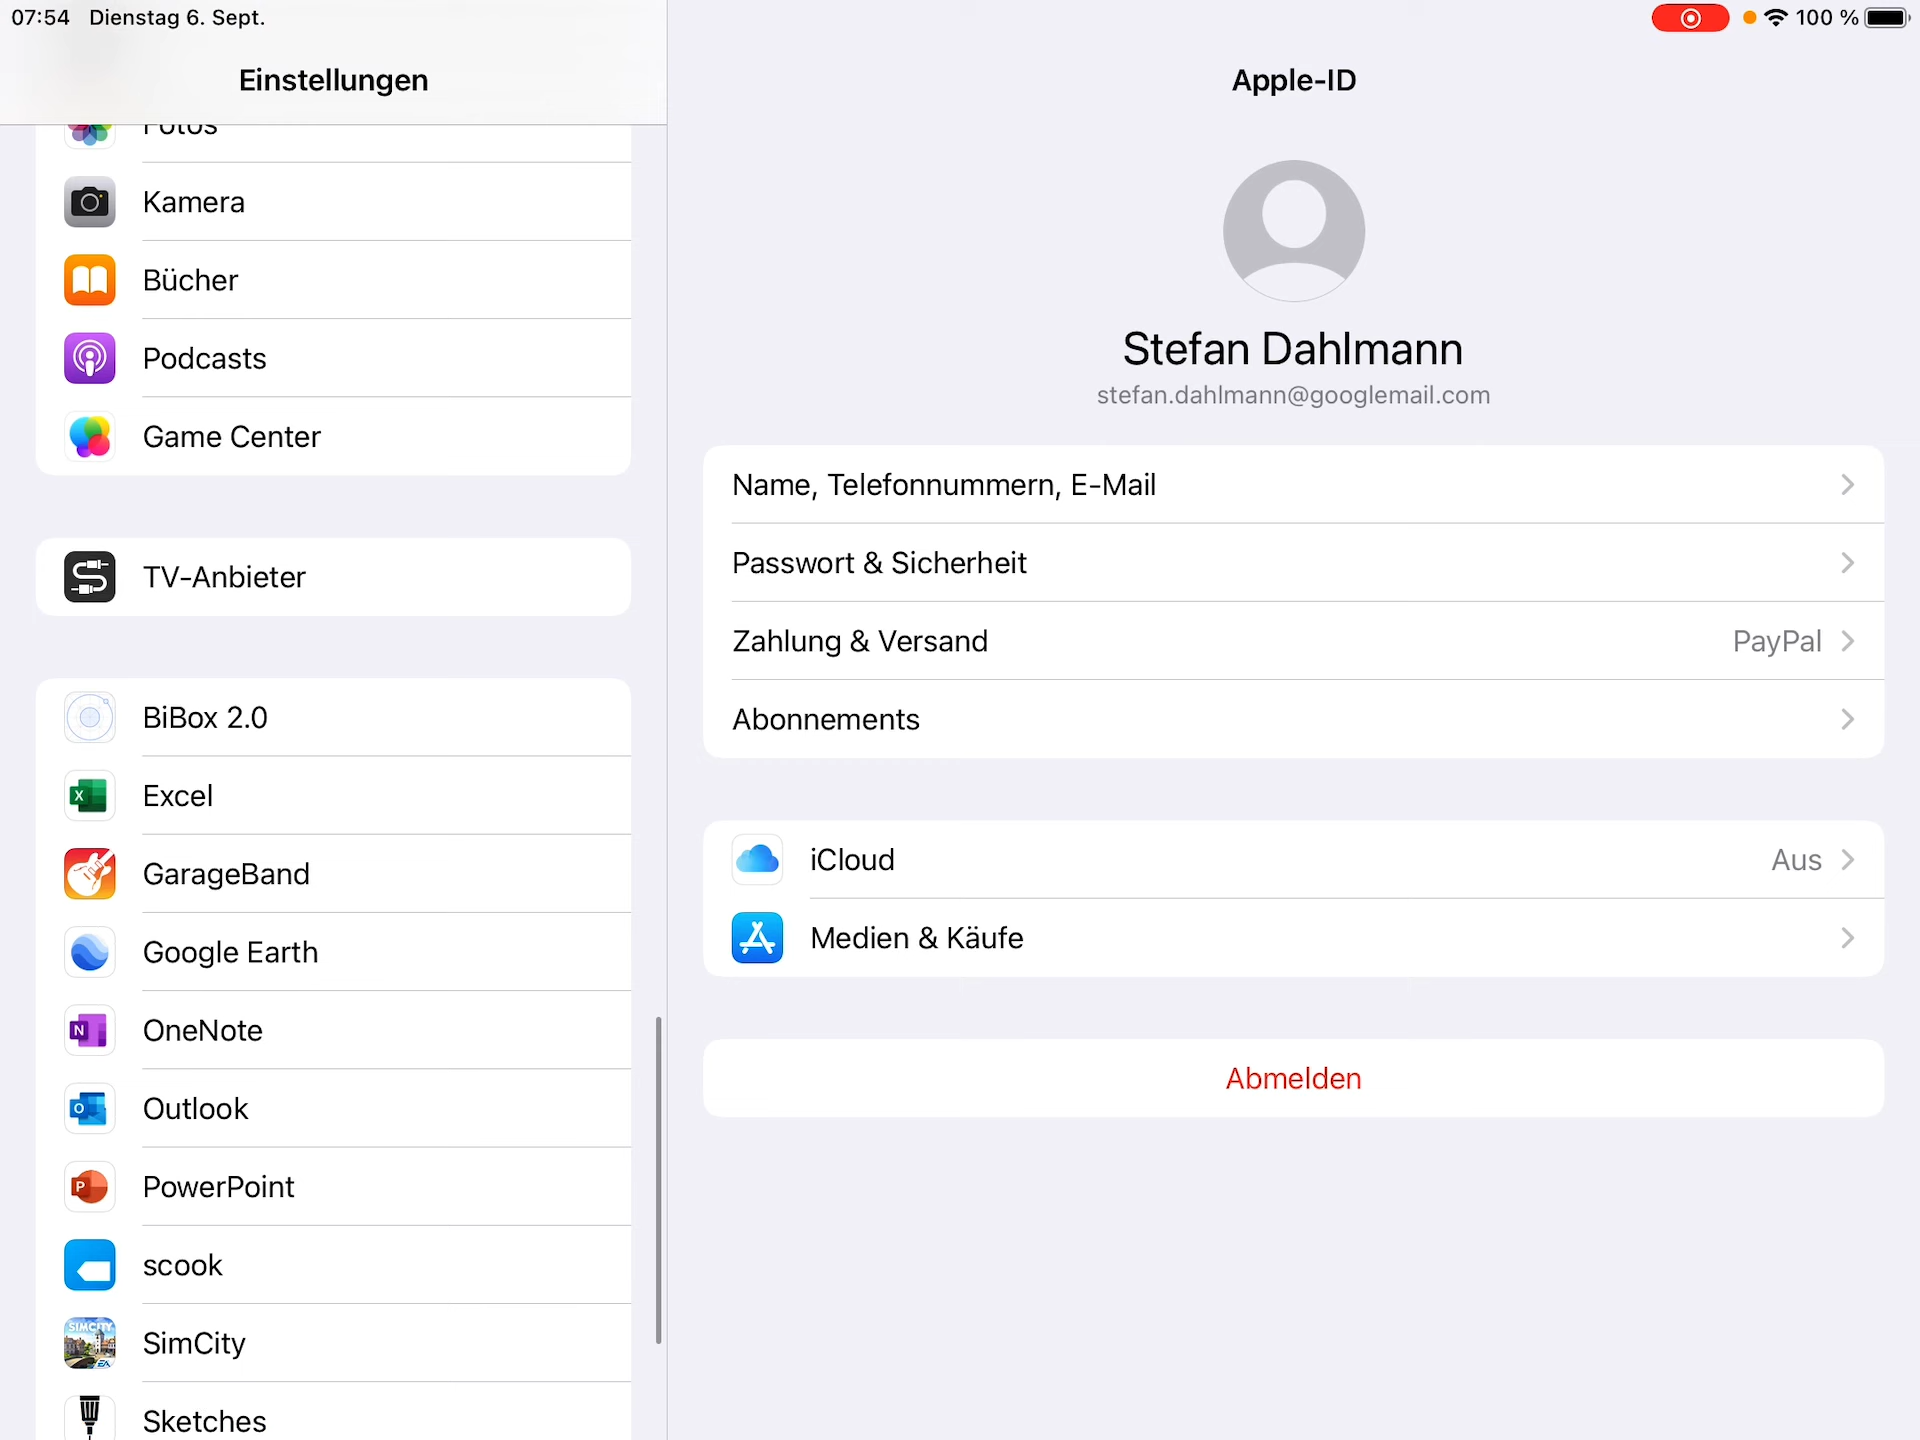 07:54 Dienstag 6. Sept.
100 %
Einstellungen
Fotos
Kamera
Bücher
Podcasts
Game Center
TV-Anbieter
BiBox 2.0
Excel
GarageBand
Google Earth
OneNote
Outlook
PowerPoint
scook
SimCity
Sketches
Apple-ID
Stefan Dahlmann
stefan.dahlmann@googlemail.com
Name, Telefonnummern, E-Mail
Passwort & Sicherheit
Zahlung & Versand PayPal
Abonnements
iCloud Aus
Medien & Käufe
Abmelden